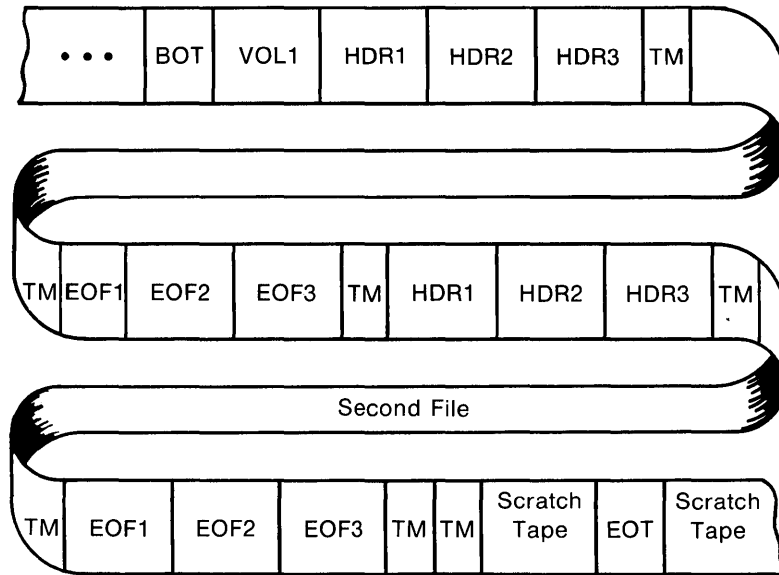 ••• BOT VOL1 HDR1 HDR2 HDR3 TM
TM EOF1 EOF2 EOF3 TM HDR1 HDR2 HDR3 TM
Second File
TM EOF1 EOF2 EOF3 TM TM Scratch Tape EOT Scratch Tape